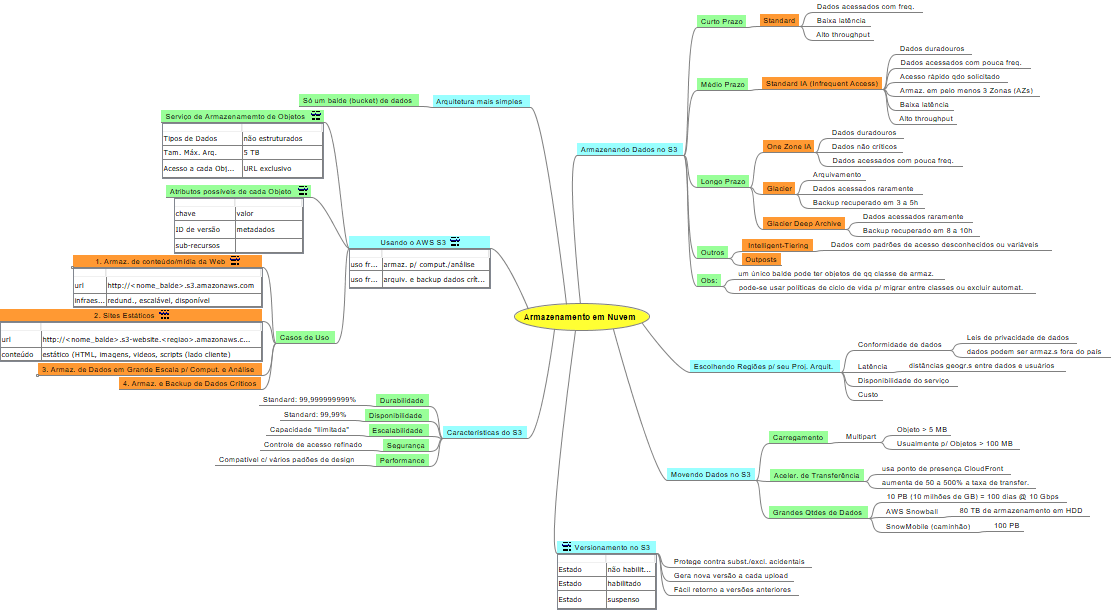 Armazenamento em Nuvem
Arquitetura mais simples
Só um balde (bucket) de dados
Usando o AWS S3
uso fr... armaz. p/ comput./análise
uso fr... arquiv. e backup dados crít...
Serviço de Armazenamemto de Objetos
Tipos de Dados não estruturados
Tam. Máx. Arq. 5 TB
Acesso a cada Obj... URL exclusivo
Atributos possíveis de cada Objeto
chave valor
ID de versão metadados
sub-recursos
Casos de Uso
1. Armaz. de conteúdo/mídia da Web
url http://<nome_balde>.s3.amazonaws.com
infraes... redund., escalável, disponível
2. Sites Estáticos
url http://<nome_balde>.s3-website.<regiao>.amazonaws.c...
conteúdo estático (HTML, imagens, vídeos, scripts (lado cliente)
3. Armaz. de Dados em Grande Escala p/ Comput. e Análise
4. Armaz. e Backup de Dados Críticos
Características do S3
Durabilidade
Standard: 99,999999999%
Disponibilidade
Standard: 99,99%
Escalabilidade
Capacidade "ilimitada"
Segurança
Controle de acesso refinado
Performance
Compatível c/ vários padões de design
Versionamento no S3
Estado não habilit...
Estado habilitado
Estado suspenso
Protege contra subst./excl. acidentais
Gera nova versão a cada upload
Fácil retorno a versões anteriores
Armazenando Dados no S3
Curto Prazo
Standard
Dados acessados com freq.
Baixa latência
Alto throughput
Médio Prazo
Standard IA (Infrequent Access)
Dados duradouros
Dados acessados com pouca freq.
Acesso rápido qdo solicitado
Armaz. em pelo menos 3 Zonas (AZs)
Baixa latência
Alto throughput
Longo Prazo
One Zone IA
Dados duradouros
Dados não críticos
Dados acessados com pouca freq.
Glacier
Arquivamento
Dados acessados raramente
Backup recuperado em 3 a 5h
Glacier Deep Archive
Dados acessados raramente
Backup recuperado em 8 a 10h
Outros
Intelligent-Tiering
Dados com padrões de acesso desconhecidos ou variáveis
Outposts
Obs:
um único balde pode ter objetos de qq classe de armaz.
pode-se usar políticas de ciclo de vida p/ migrar entre classes ou excluir automat.
Escolhendo Regiões p/ seu Proj. Arquit.
Conformidade de dados
Leis de privacidade de dados
dados podem ser armaz.s fora do país
Latência
distâncias geogr.s entre dados e usuários
Disponibilidade do serviço
Custo
Movendo Dados no S3
Carregamento
Multipart
Objeto > 5 MB
Usualmente p/ Objetos > 100 MB
Aceler. de Transferência
usa ponto de presença CloudFront
aumenta de 50 a 500% a taxa de transfer.
Grandes Qtdes de Dados
10 PB (10 milhões de GB) = 100 dias @ 10 Gbps
AWS Snowball
80 TB de armazenamento em HDD
SnowMobile (caminhão)
100 PB